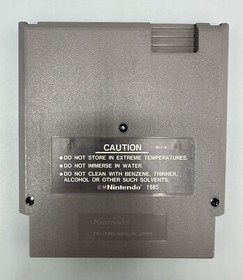 CAUTION
●DO NOT STORE IN EXTREME TEMPERATURES.
●DO NOT IMMERSE IN WATER.
●DO NOT CLEAN WITH BENZENE, THINNER,
ALCOHOL OR OTHER SUCH SOLVENTS.
©Nintendo 1985